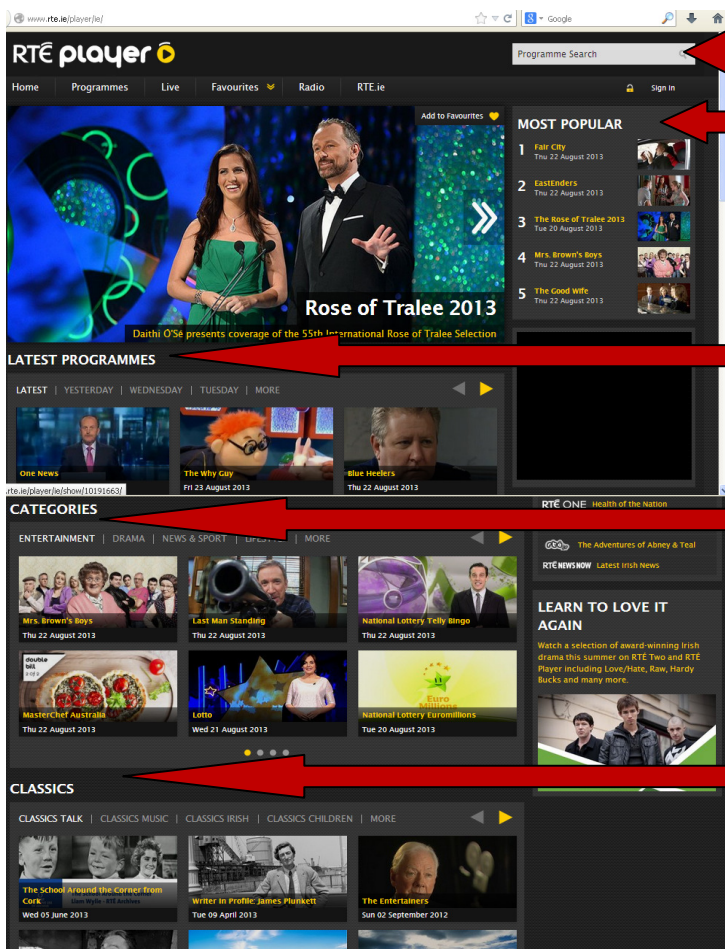 www.rte.ie/player/ie/
Google
RTÉ player
Programme Search
Home Programmes Live Favourites Radio RTE.ie Sign In
Add to Favourites
Rose of Tralee 2013
Daithi O'Sé presents coverage of the 55th International Rose of Tralee Selection
MOST POPULAR
1 Fair City
Thu 22 August 2013
2 EastEnders
Thu 22 August 2013
3 The Rose of Tralee 2013
Tue 20 August 2013
4 Mrs. Brown's Boys
Thu 22 August 2013
5 The Good Wife
Thu 22 August 2013
LATEST PROGRAMMES
LATEST | YESTERDAY | WEDNESDAY | TUESDAY | MORE
One News
The Why Guy
Fri 23 August 2013
Blue Heelers
Thu 22 August 2013
.rte.ie/player/ie/show/10191663/
CATEGORIES
ENTERTAINMENT | DRAMA | NEWS & SPORT | | MORE
Mrs. Brown's Boys
Thu 22 August 2013
Last Man Standing
Thu 22 August 2013
National Lottery Telly Bingo
Thu 22 August 2013
double
bill
MasterChef Australia
Thu 22 August 2013
Lotto
Wed 21 August 2013
Euro
Millions
National Lottery Euromillions
Tue 20 August 2013
RTÉ ONE Health of the Nation
The Adventures of Abney & Teal
RTÉ NEWS NOW Latest Irish News
LEARN TO LOVE IT
AGAIN
Watch a selection of award-winning Irish
drama this summer on RTÉ Two and RTÉ
Player including Love/Hate, Raw, Hardy
Bucks and many more.
CLASSICS
CLASSICS TALK | CLASSICS MUSIC | CLASSICS IRISH | CLASSICS CHILDREN | MORE
The School Around the Corner from
Cork
Liam Wylie - RTÉ Archives
Wed 05 June 2013
Writer in Profile: James Plunkett
Tue 09 April 2013
The Entertainers
Sun 02 September 2012